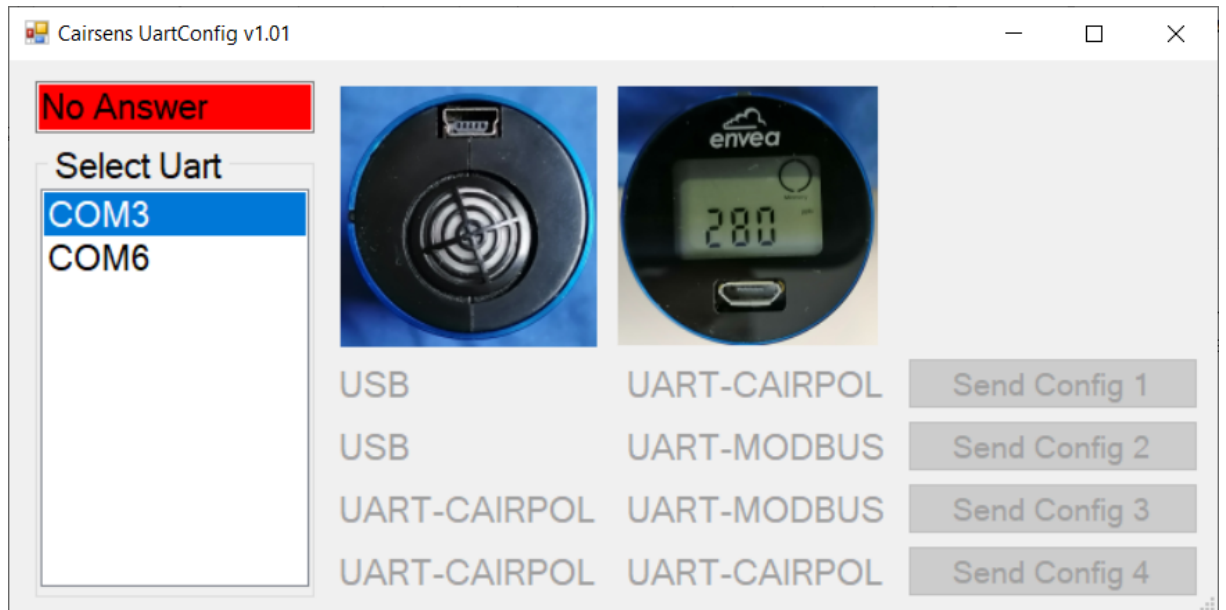 Cairsens UartConfig v1.01
No Answer
Select Uart
COM3
COM6
envea
280
USB UART-CAIRPOL Send Config 1
USB UART-MODBUS Send Config 2
UART-CAIRPOL UART-MODBUS Send Config 3
UART-CAIRPOL UART-CAIRPOL Send Config 4